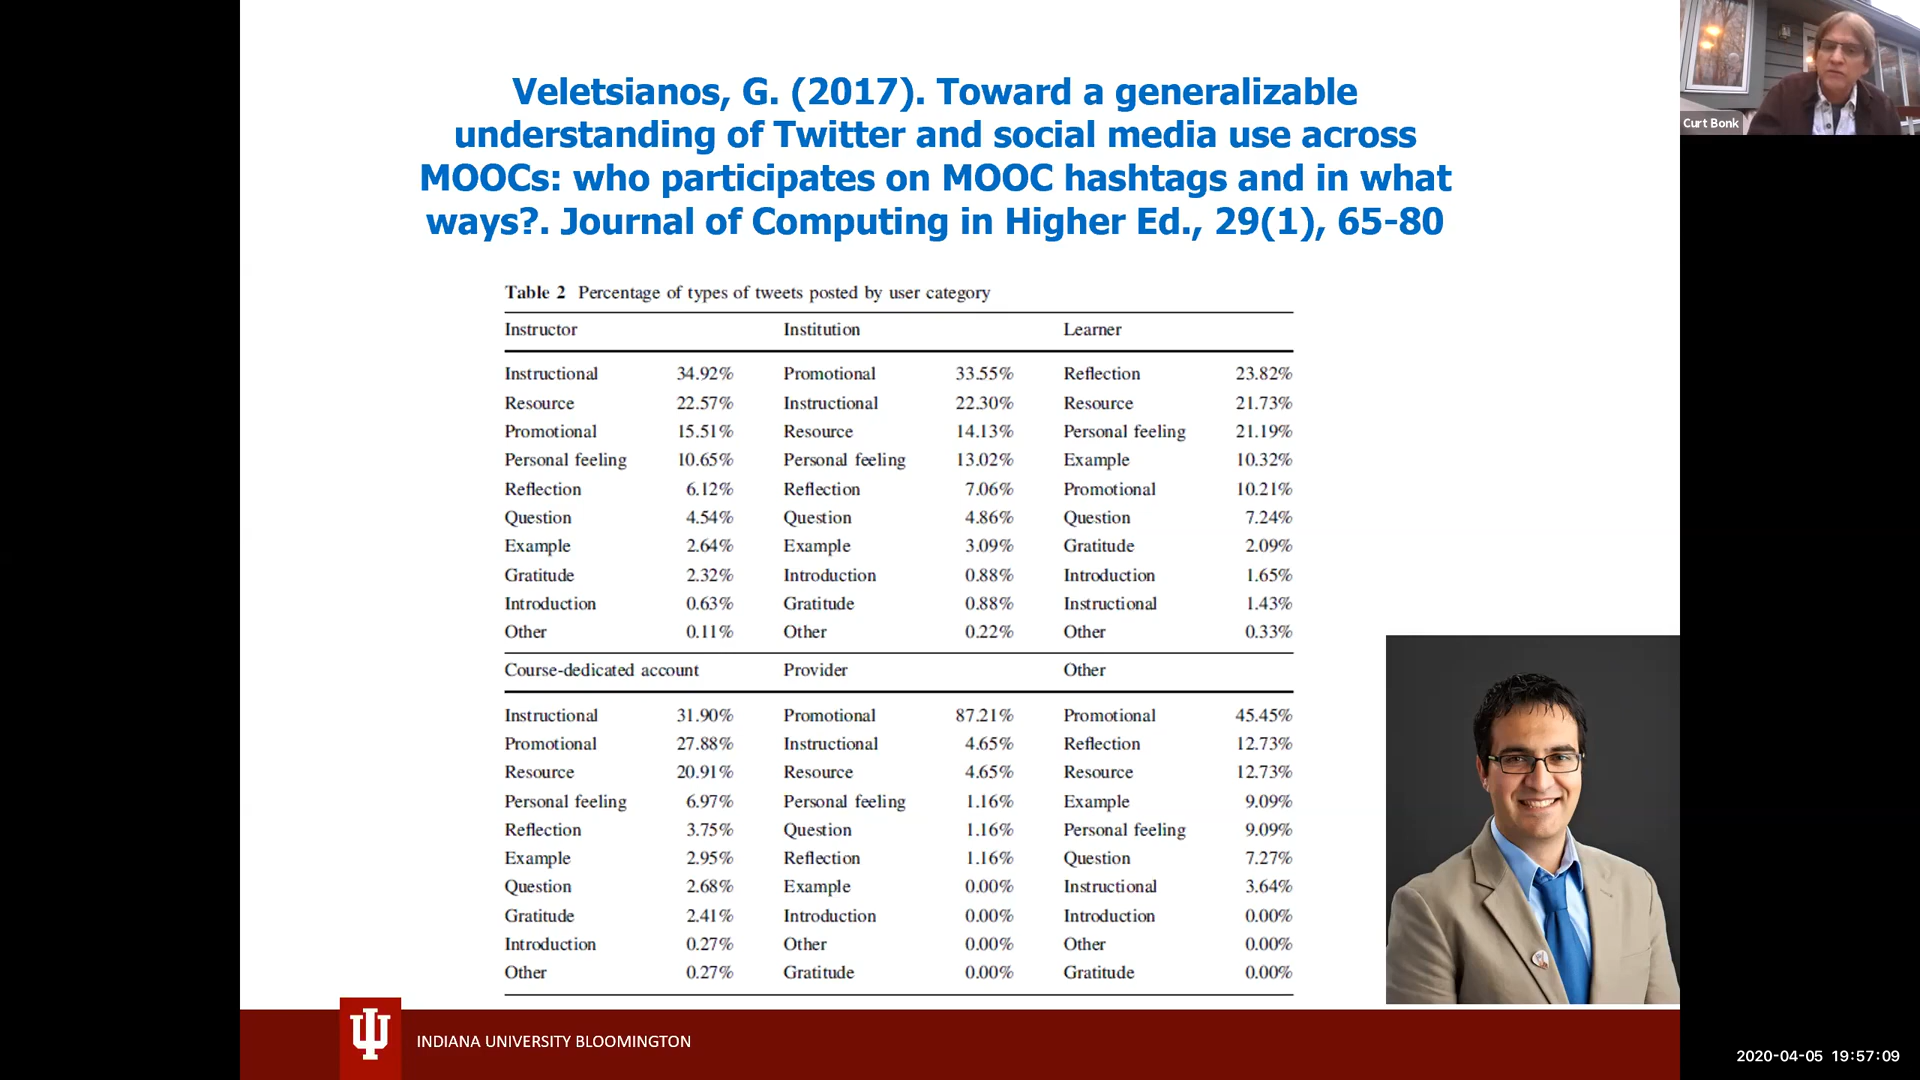 Veletsianos, G. (2017). Toward a generalizable
understanding of Twitter and social media use across
MOOCs: who participates on MOOC hashtags and in what
ways?. Journal of Computing in Higher Ed., 29(1), 65-80
Curt Bonk
Table 2 Percentage of types of tweets posted by user category
Instructor Institution Learner
Instructional 34.92% Promotional 33.55% Reflection 23.82%
Resource 22.57% Instructional 22.30% Resource 21.73%
Promotional 15.51% Resource 14.13% Personal feeling 21.19%
Personal feeling 10.65% Personal feeling 13.02% Example 10.32%
Reflection 6.12% Reflection 7.06% Promotional 10.21%
Question 4.54% Question 4.86% Question 7.24%
Example 2.64% Example 3.09% Gratitude 2.09%
Gratitude 2.32% Introduction 0.88% Introduction 1.65%
Introduction 0.63% Gratitude 0.88% Instructional 1.43%
Other 0.11% Other 0.22% Other 0.33%
Course-dedicated account Provider Other
Instructional 31.90% Promotional 87.21% Promotional 45.45%
Promotional 27.88% Instructional 4.65% Reflection 12.73%
Resource 20.91% Resource 4.65% Resource 12.73%
Personal feeling 6.97% Personal feeling 1.16% Example 9.09%
Reflection 3.75% Question 1.16% Personal feeling 9.09%
Example 2.95% Reflection 1.16% Question 7.27%
Question 2.68% Example 0.00% Instructional 3.64%
Gratitude 2.41% Introduction 0.00% Introduction 0.00%
Introduction 0.27% Other 0.00% Other 0.00%
Other 0.27% Gratitude 0.00% Gratitude 0.00%
INDIANA UNIVERSITY BLOOMINGTON
2020-04-05 19:57:09